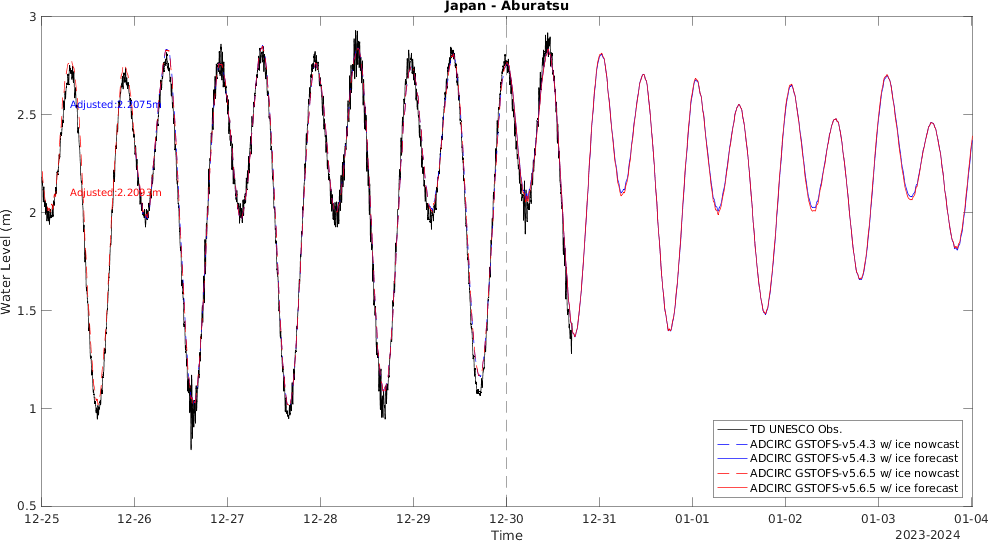 Japan - Aburatsu
3
2.5
2
1.5
1
0.5
Water Level (m)
Adjusted:2.2075m
Adjusted:2.2093m
TD UNESCO Obs.
ADCIRC GSTOFS-v5.4.3 w/ ice nowcast
ADCIRC GSTOFS-v5.4.3 w/ ice forecast
ADCIRC GSTOFS-v5.6.5 w/ ice nowcast
ADCIRC GSTOFS-v5.6.5 w/ ice forecast
12-25 12-26 12-27 12-28 12-29 12-30 12-31 01-01 01-02 01-03 01-04
Time
2023-2024